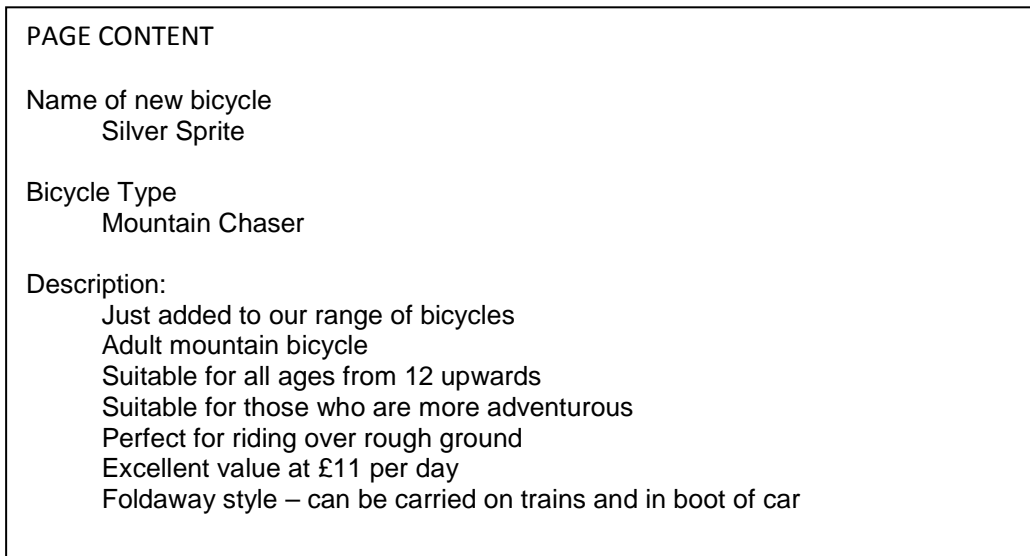 PAGE CONTENT
Name of new bicycle
Silver Sprite
Bicycle Type
Mountain Chaser
Description:
Just added to our range of bicycles
Adult mountain bicycle
Suitable for all ages from 12 upwards
Suitable for those who are more adventurous
Perfect for riding over rough ground
Excellent value at £11 per day
Foldaway style – can be carried on trains and in boot of car